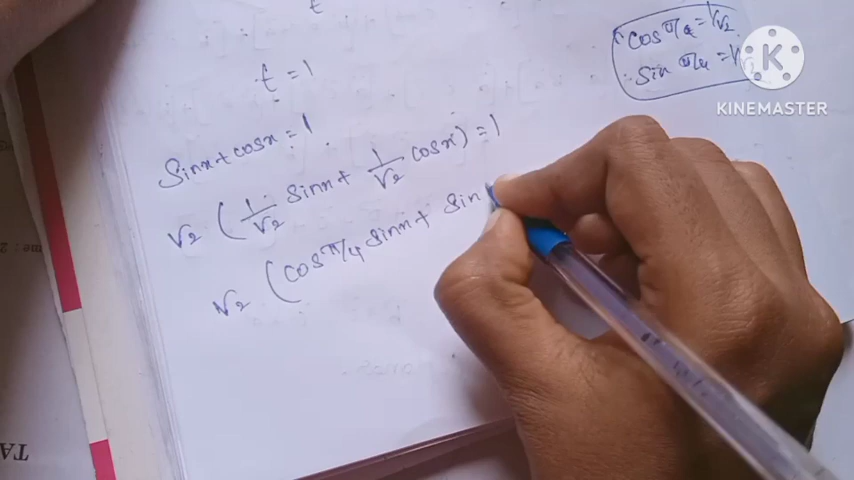 t
cos π/4 = 1/√2
t = 1
sin π/4 = 1/√2
KINEMASTER
sinx + cosx = 1
√2 ( 1/√2 sinx + 1/√2 cosx) = 1
√2 (cos π/4 sinx + sin
TA